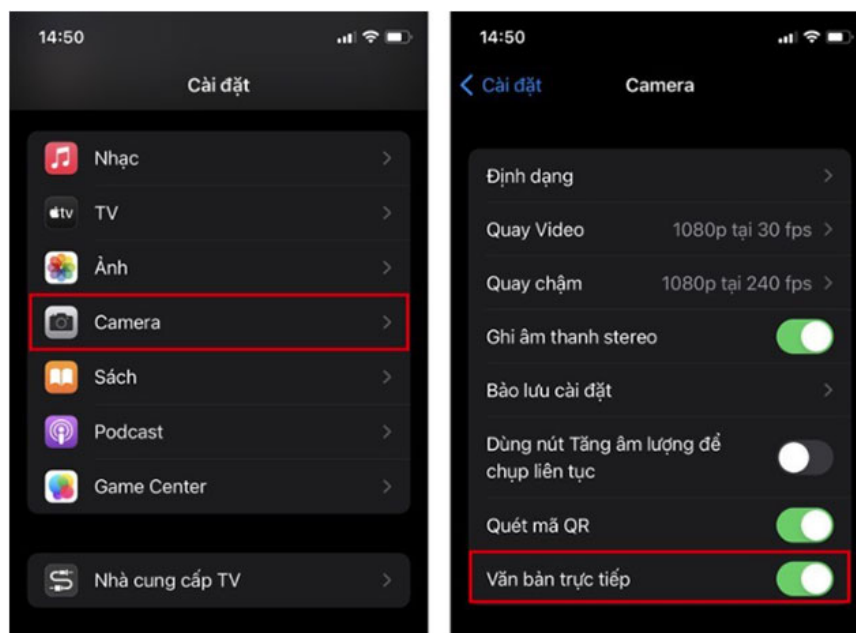 14:50
Cài đặt
Nhạc
tv TV
Ảnh
Camera
Sách
Podcast
Game Center
Nhà cung cấp TV
14:50
Cài đặt Camera
Định dạng
Quay Video 1080p tại 30 fps
Quay chậm 1080p tại 240 fps
Ghi âm thanh stereo
Bảo lưu cài đặt
Dùng nút Tăng âm lượng để
chụp liên tục
Quét mã QR
Văn bản trực tiếp